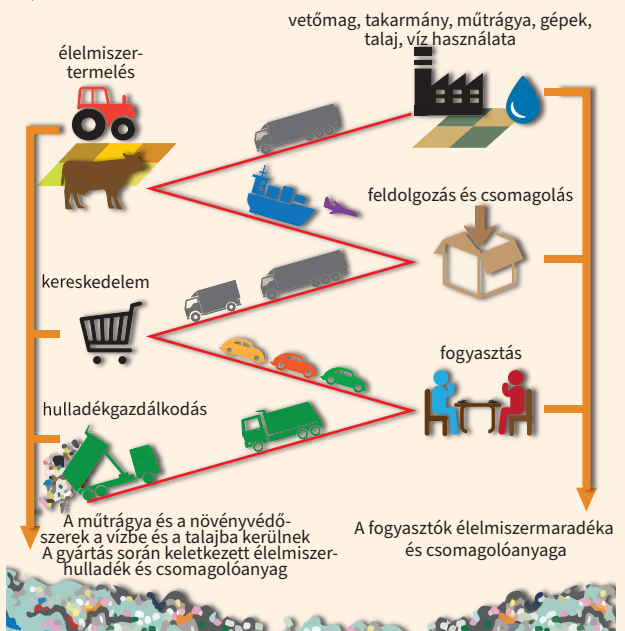 vetőmag, takarmány, műtrágya, gépek,
talaj, víz használata
élelmiszer-
termelés
feldolgozás és csomagolás
kereskedelem
fogyasztás
hulladékgazdálkodás
A műtrágya és a növényvédő-
szerek a vízbe és a talajba kerülnek
A gyártás során keletkezett élelmiszer-
hulladék és csomagolóanyag
A fogyasztók élelmiszermaradéka
és csomagolóanyaga